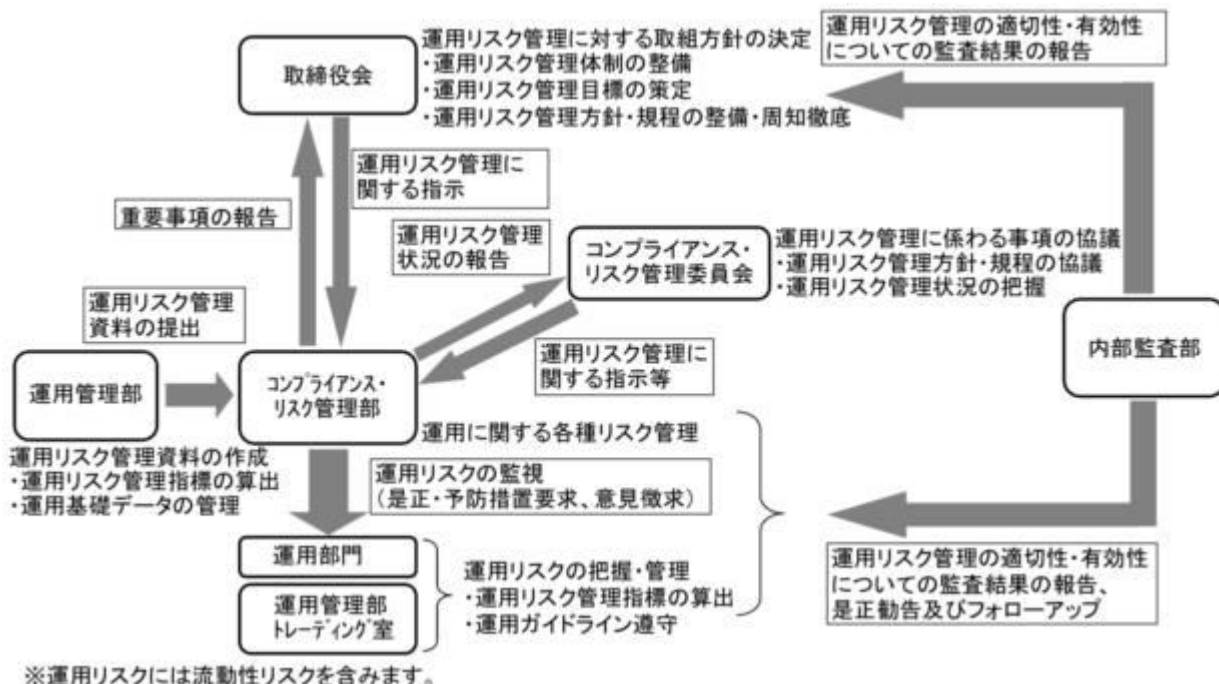 取締役会
運用リスク管理に対する取組方針の決定
・運用リスク管理体制の整備
・運用リスク管理目標の策定
・運用リスク管理方針・規程の整備・周知徹底
運用リスク管理の適切性・有効性
についての監査結果の報告
重要事項の報告
運用リスク管理に
関する指示
運用リスク管理
状況の報告
コンプライアンス・
リスク管理委員会
運用リスク管理に係わる事項の協議
・運用リスク管理方針・規程の協議
・運用リスク管理状況の把握
運用リスク管理
資料の提出
運用リスク管理に
関する指示等
内部監査部
運用管理部
コンプライアンス・
リスク管理部
運用に関する各種リスク管理
運用リスク管理資料の作成
・運用リスク管理指標の算出
・運用基礎データの管理
運用リスクの監視
(是正・予防措置要求、意見徴求)
運用部門
運用管理部
トレーディング室
運用リスクの把握・管理
・運用リスク管理指標の算出
・運用ガイドライン遵守
運用リスク管理の適切性・有効性
についての監査結果の報告、
是正勧告及びフォローアップ
※運用リスクには流動性リスクを含みます。